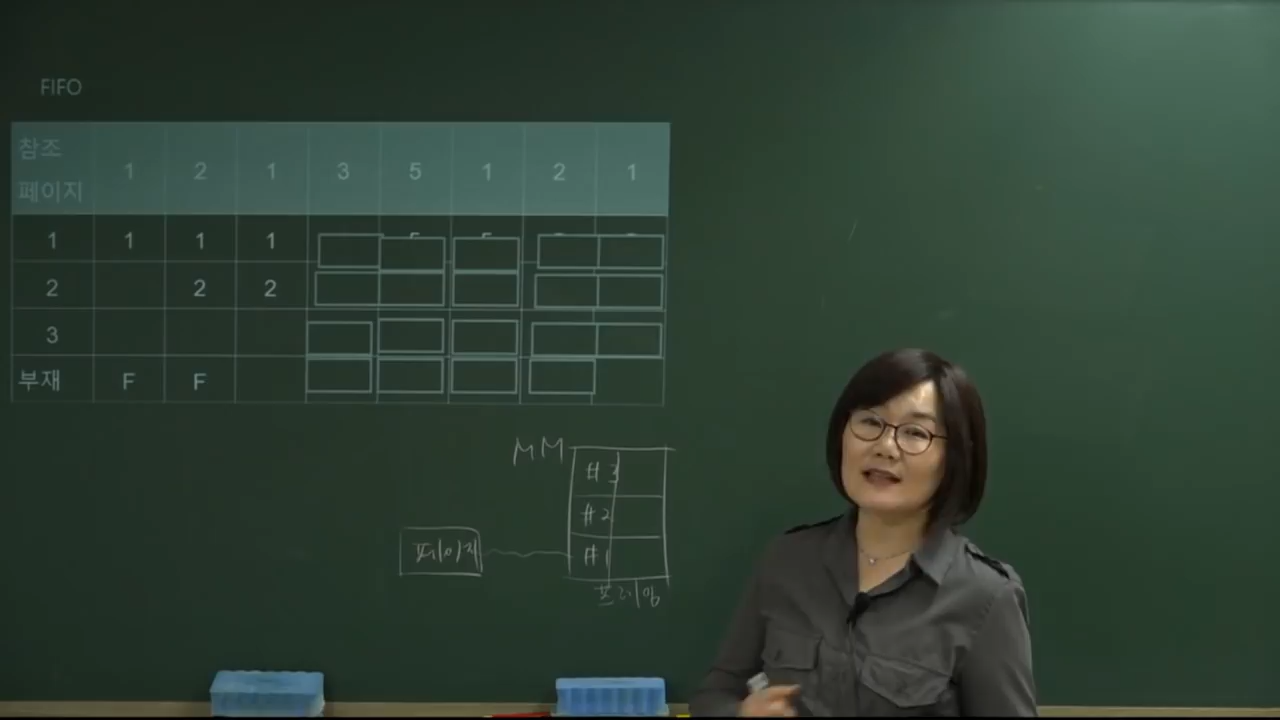 FIFO
참조 페이지 1 2 1 3 5 1 2 1
1 1 1 1
2 2 2
3
부재 F F
MM
#3
#2
페이지 #1
프레임